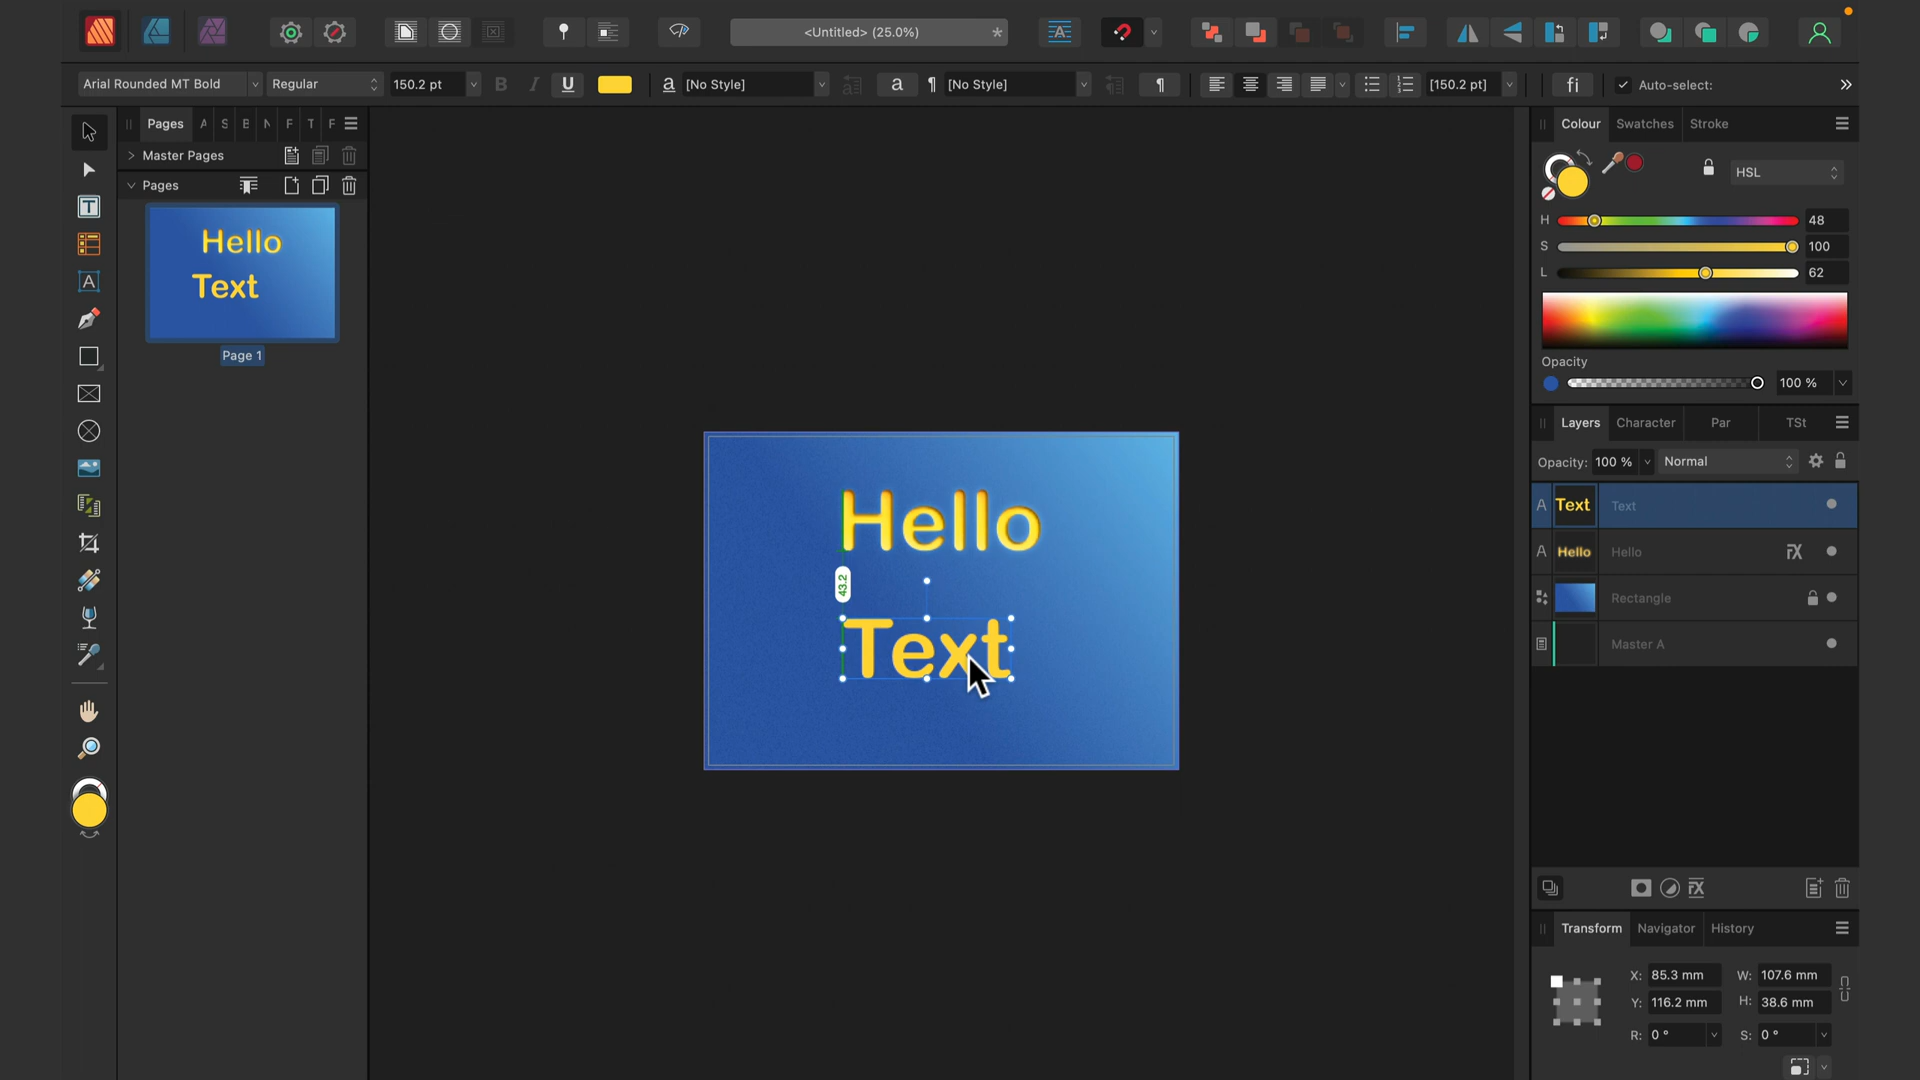 <Untitled> (25.0%)
*
Arial Rounded MT Bold
Regular
150.2 pt
B
I
U
a
[No Style]
a
¶
[No Style]
¶
[150.2 pt]
fi
Auto-select:
Pages
A
S
B
N
F
T
F
Master Pages
Pages
Hello
Text
Page 1
T
A
Hello
43.2
Text
Colour
Swatches
Stroke
HSL
H
48
S
100
L
62
Opacity
100 %
Layers
Character
Par
TSt
Opacity:
100 %
Normal
A
Text
Text
A
Hello
Hello
Rectangle
Master A
Transform
Navigator
History
X:
85.3 mm
W:
107.6 mm
Y:
116.2 mm
H:
38.6 mm
R:
0 °
S:
0 °